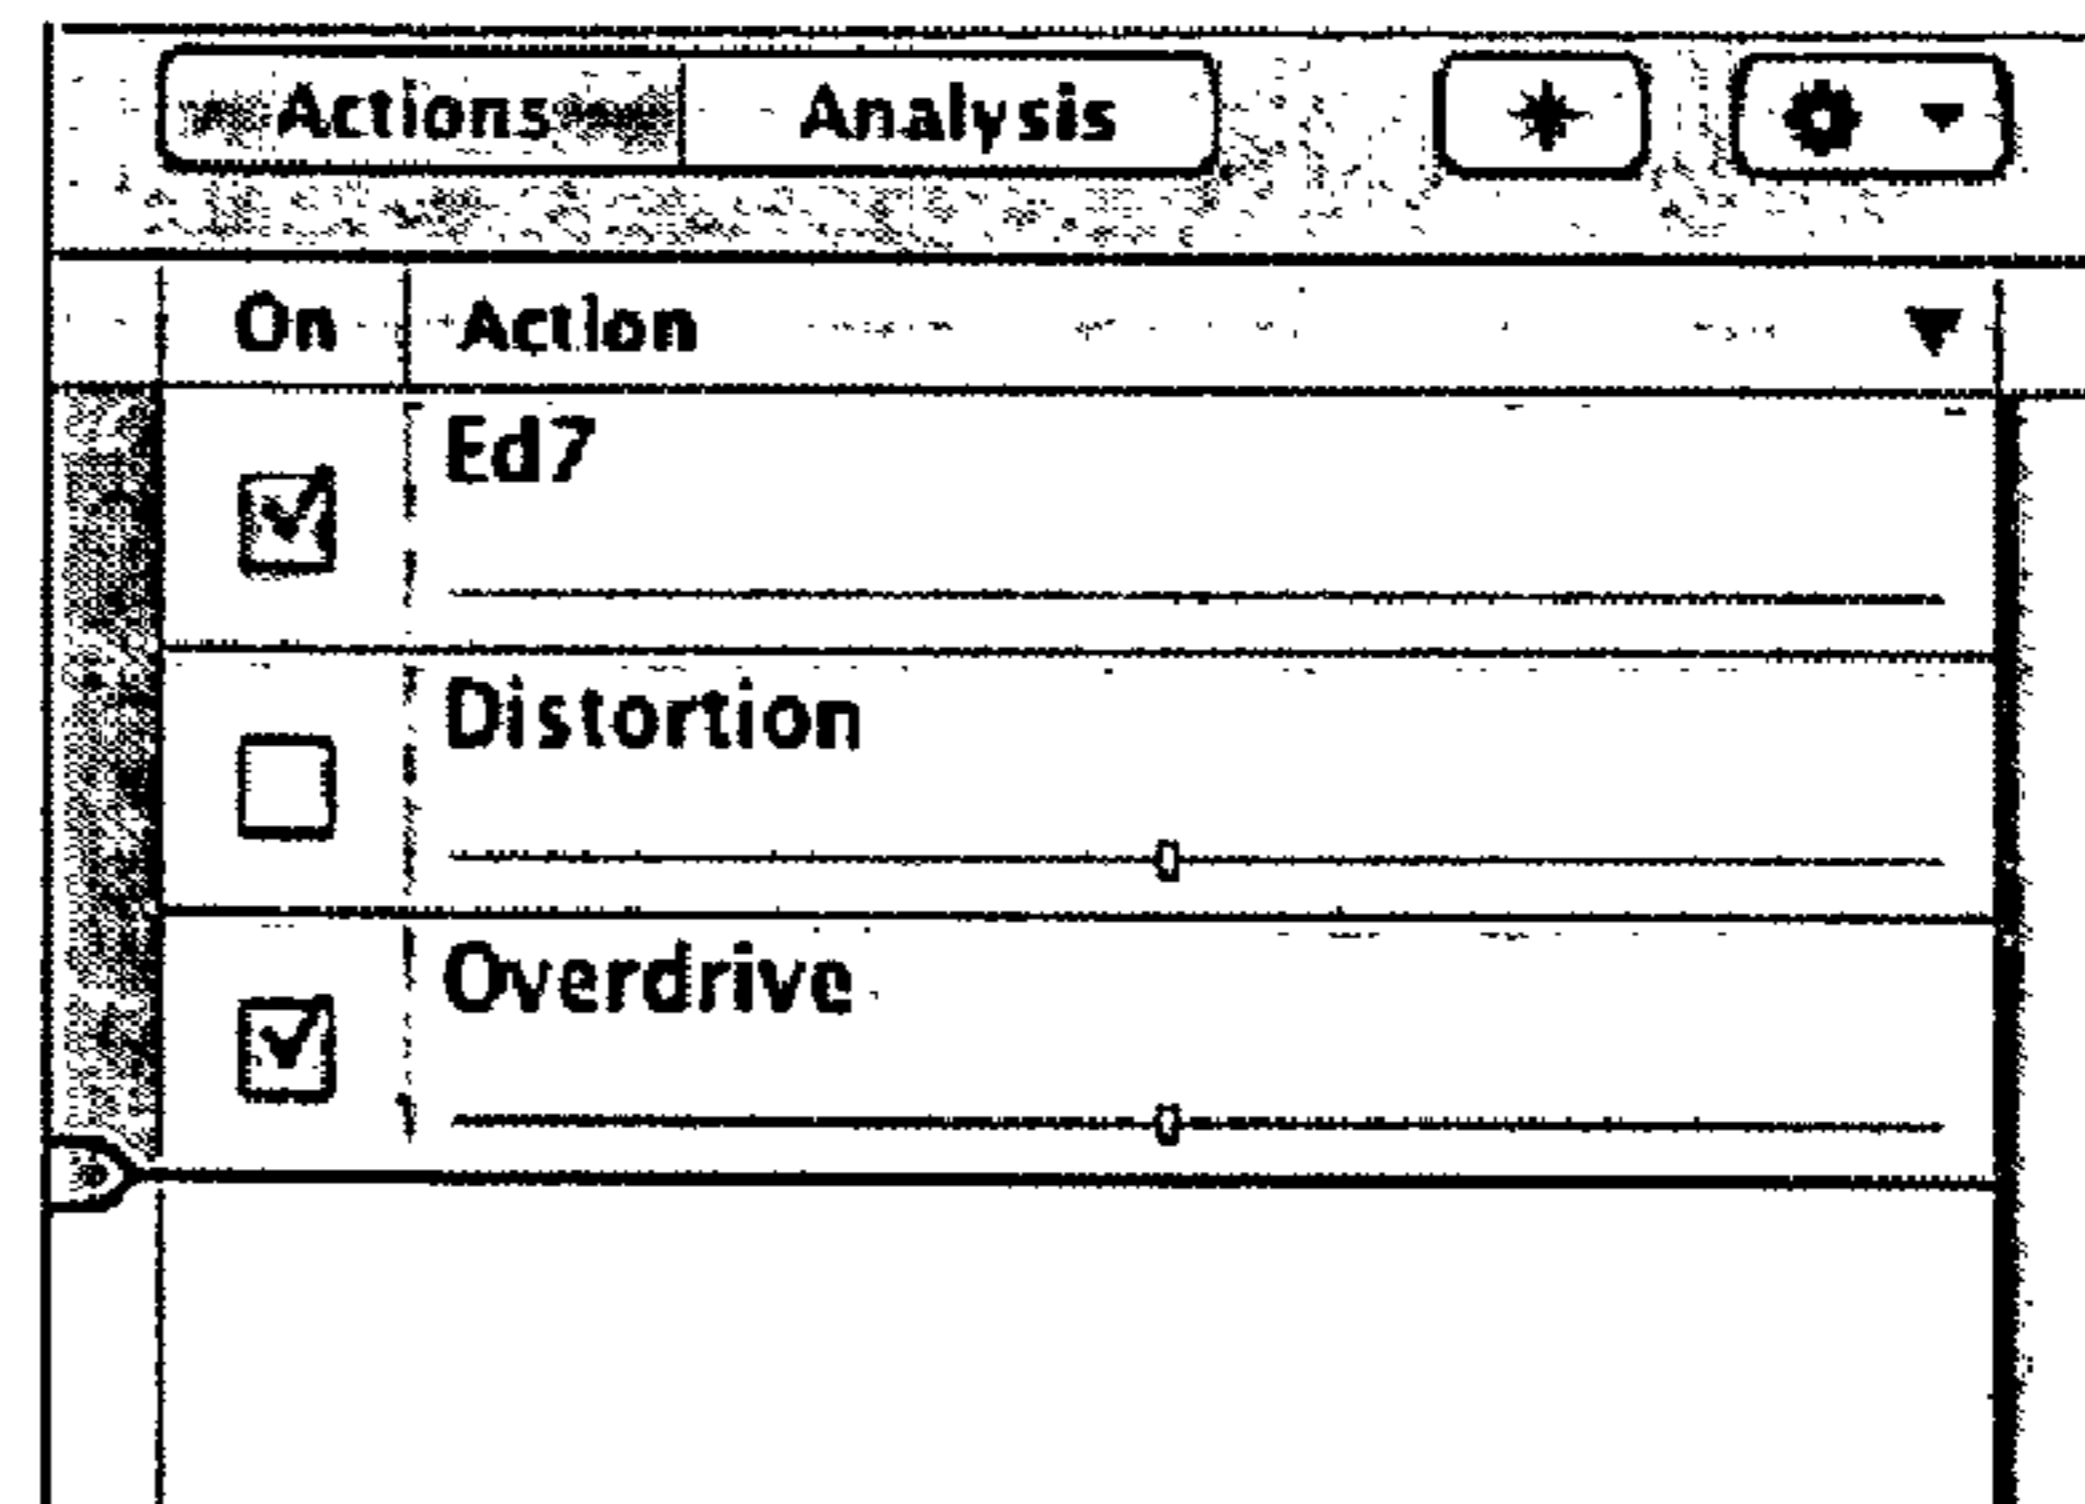 Actions Analysis
On Action
Ed7
Distortion
Overdrive